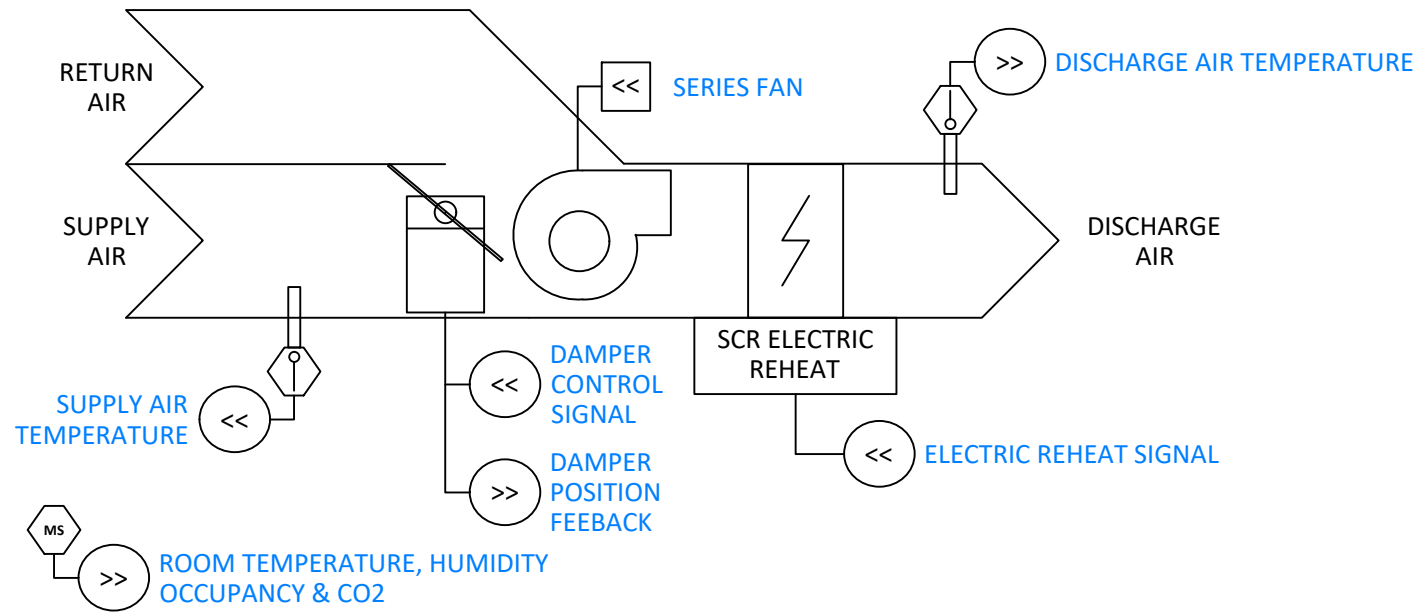 RETURN
AIR
<<
SERIES FAN
>>
DISCHARGE AIR TEMPERATURE
SUPPLY
AIR
DISCHARGE
AIR
SCR ELECTRIC
REHEAT
SUPPLY AIR
TEMPERATURE
<<
<<
DAMPER
CONTROL
SIGNAL
<<
ELECTRIC REHEAT SIGNAL
>>
DAMPER
POSITION
FEEBACK
MS
>>
ROOM TEMPERATURE, HUMIDITY
OCCUPANCY & CO2